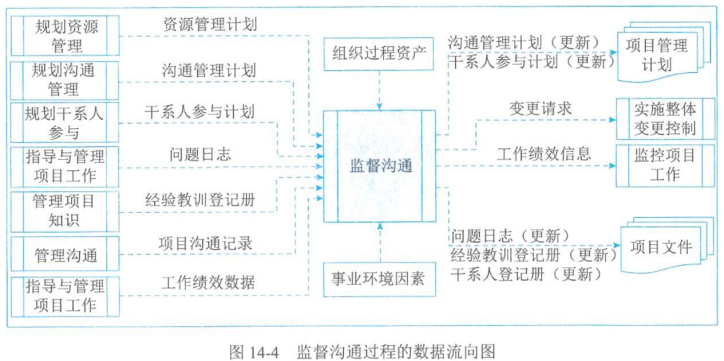 规划资源
管理
资源管理计划
规划沟通
管理
沟通管理计划
规划干系人
参与
干系人参与计划
指导与管理
项目工作
问题日志
管理项目
知识
经验教训登记册
管理沟通
项目沟通记录
指导与管理
项目工作
工作绩效数据
组织过程资产
监督沟通
事业环境因素
沟通管理计划（更新）
干系人参与计划（更新）
项目管理
计划
变更请求
实施整体
变更控制
工作绩效信息
监控项目
工作
问题日志（更新）
经验教训登记册（更新）
干系人登记册（更新）
项目文件
图 14-4 监督沟通过程的数据流向图